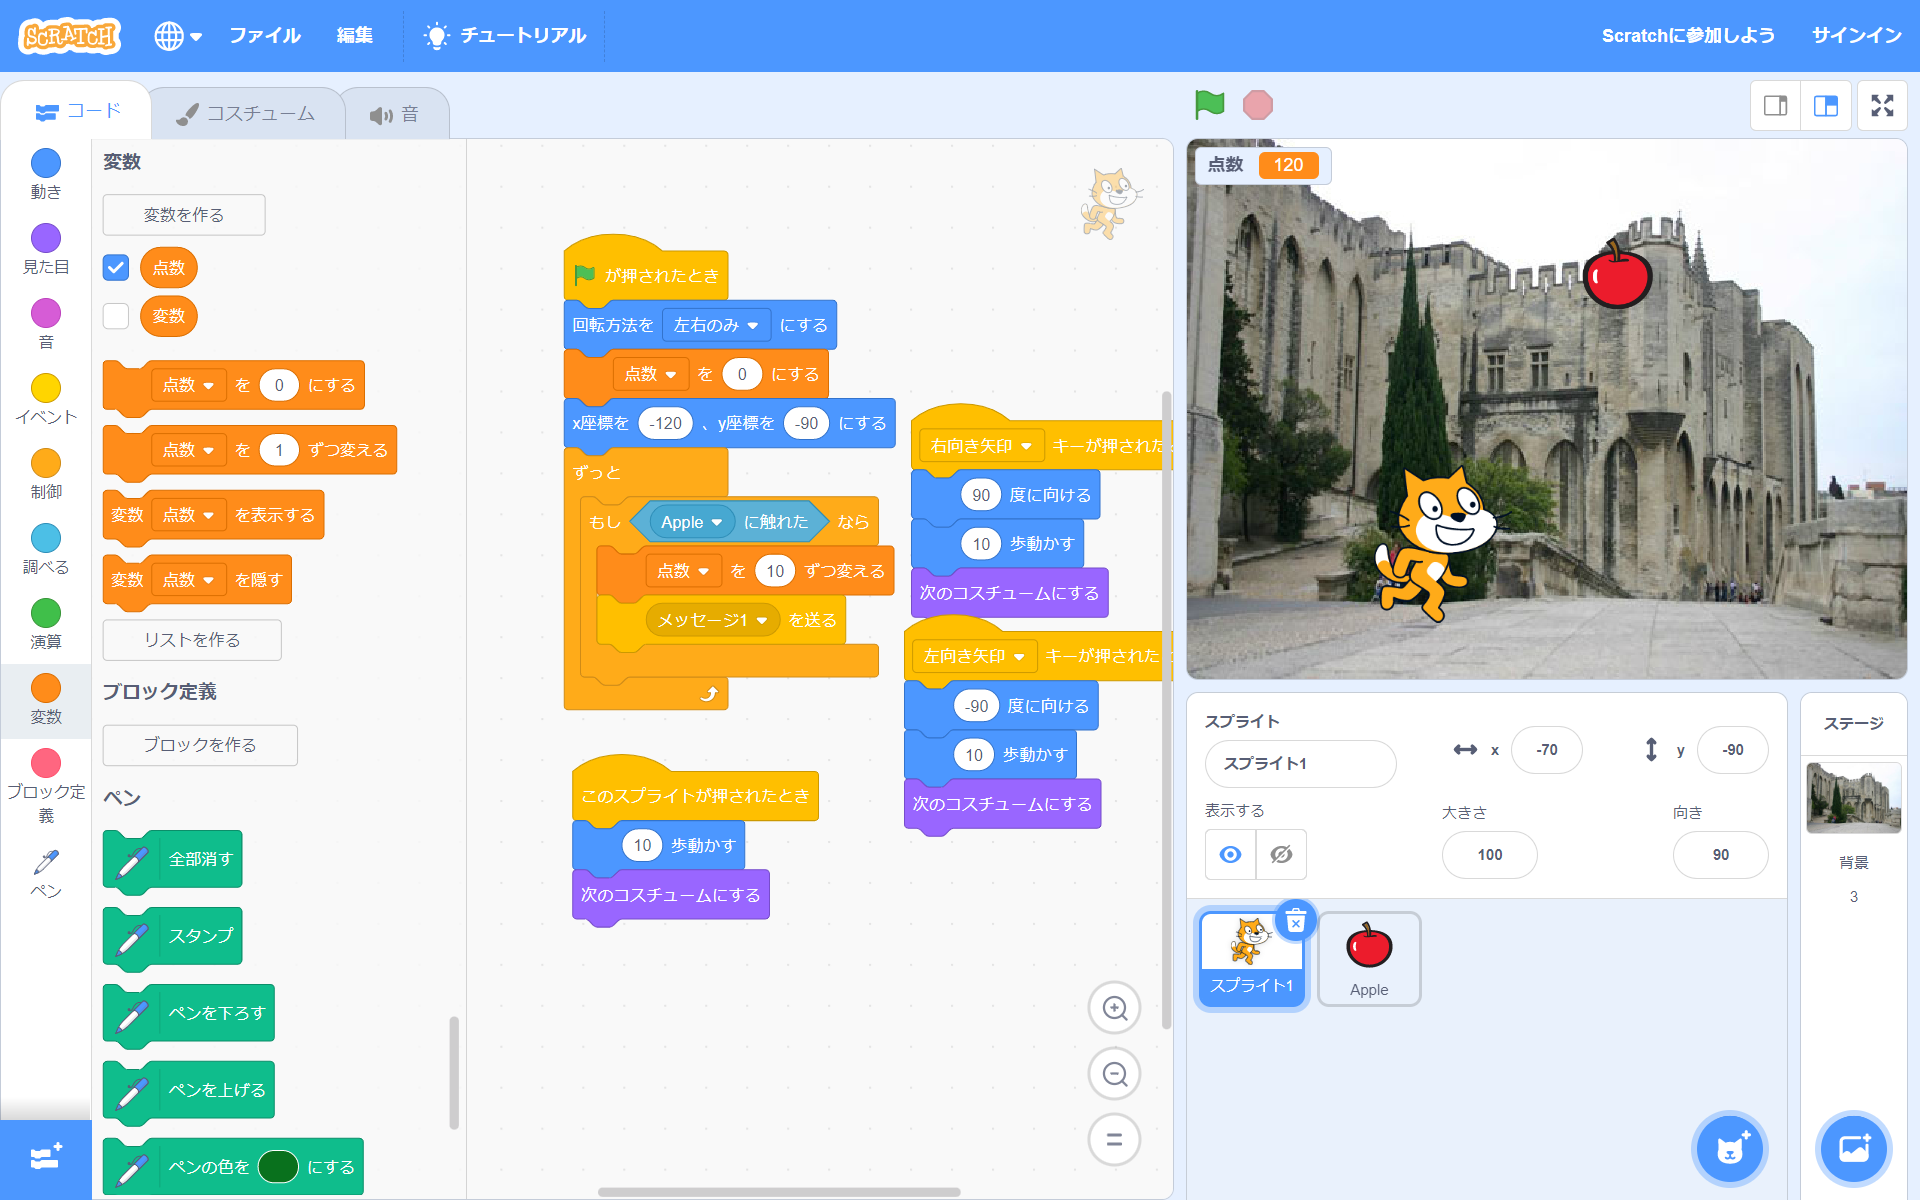 SCRATCH
ファイル
編集
チュートリアル
Scratchに参加しよう
サインイン
コード
コスチューム
音
動き
見た目
音
イベント
制御
調べる
演算
変数
ブロック定
義
ペン
変数
変数を作る
点数
変数
点数 を 0 にする
点数 を 1 ずつ変える
変数 点数 を表示する
変数 点数 を隠す
リストを作る
ブロック定義
ブロックを作る
ペン
全部消す
スタンプ
ペンを下ろす
ペンを上げる
ペンの色を にする
が押されたとき
回転方法を 左右のみ にする
点数 を 0 にする
x座標を -120 、y座標を -90 にする
ずっと
もし Apple に触れた なら
点数 を 10 ずつ変える
メッセージ1 を送る
このスプライトが押されたとき
10 歩動かす
次のコスチュームにする
右向き矢印 キーが押された
90 度に向ける
10 歩動かす
次のコスチュームにする
左向き矢印 キーが押された
-90 度に向ける
10 歩動かす
次のコスチュームにする
点数 120
スプライト
スプライト1
x -70
y -90
表示する
大きさ
向き
100
90
スプライト1
Apple
ステージ
背景
3